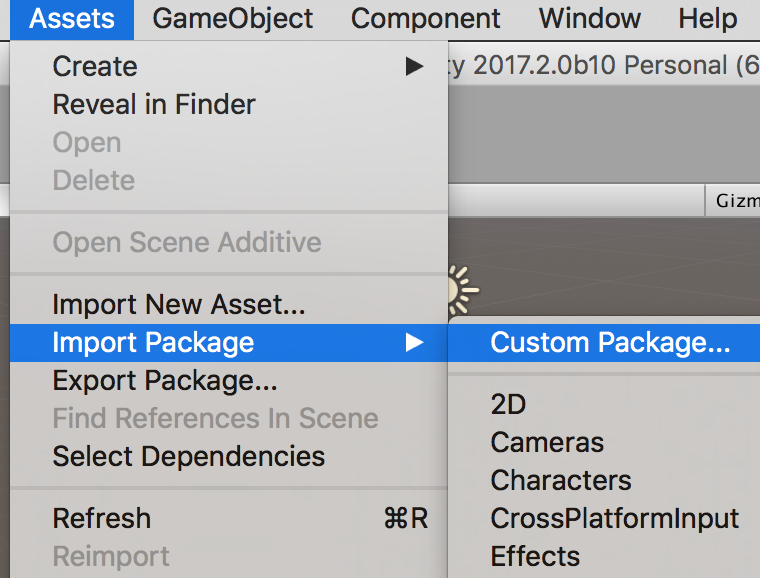 Assets GameObject Component Window Help
Create ▶
ty 2017.2.0b10 Personal (6
Reveal in Finder
Open
Delete
Gizm
Open Scene Additive
Import New Asset...
Import Package ▶
Custom Package...
Export Package...
2D
Find References In Scene
Cameras
Select Dependencies
Characters
Refresh ⌘R
CrossPlatformInput
Reimport
Effects